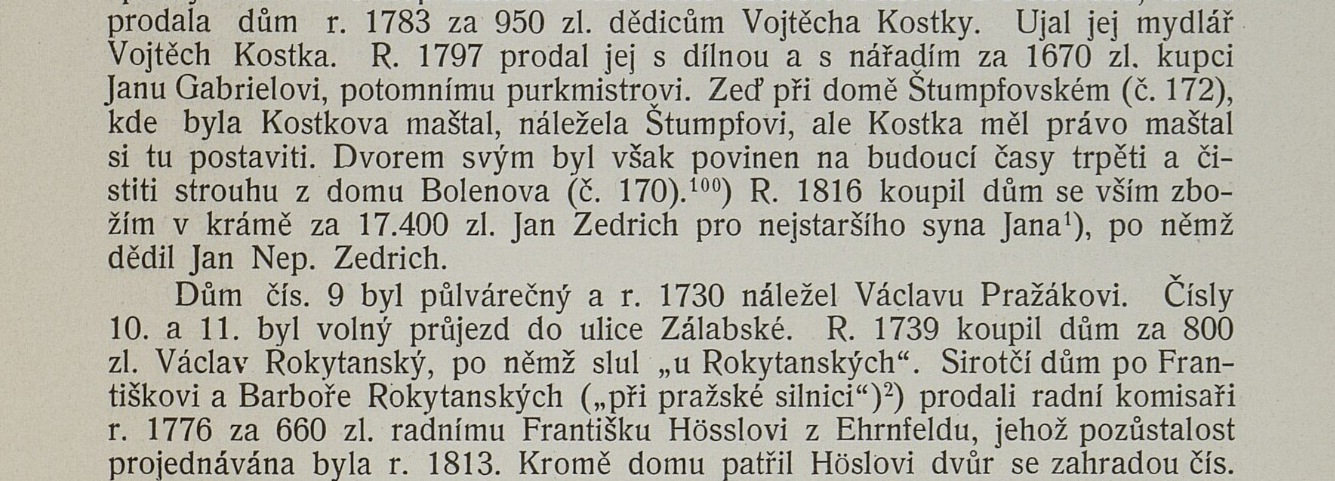 prodala dům r. 1783 za 950 zl. dědicům Vojtěcha Kostky. Ujal jej mydlář
Vojtěch Kostka. R. 1797 prodal jej s dílnou a s nářadím za 1670 zl. kupci
Janu Gabrielovi, potomnímu purkmistrovi. Zeď při domě Štumpfovském (č. 172),
kde byla Kostkova maštal, náležela Štumpfovi, ale Kostka měl právo maštal
si tu postaviti. Dvorem svým byl však povinen na budoucí časy trpěti a či-
stiti strouhu z domu Bolenova (č. 170).¹⁰⁰) R. 1816 koupil dům se vším zbo-
žím v krámě za 17.400 zl. Jan Zedrich pro nejstaršího syna Jana¹), po němž
dědil Jan Nep. Zedrich.
Dům čís. 9 byl půlvárečný a r. 1730 náležel Václavu Pražákovi. Čísly
10. a 11. byl volný průjezd do ulice Zálabské. R. 1739 koupil dům za 800
zl. Václav Rokytanský, po němž slul „u Rokytanských“. Sirotčí dům po Fran-
tiškovi a Barboře Rokytanských („při pražské silnici“)²) prodali radní komisaři
r. 1776 za 660 zl. radnímu Františku Hösslovi z Ehrnfeldu, jehož pozůstalost
projednávána byla r. 1813. Kromě domu patřil Höslovi dvůr se zahradou čís.